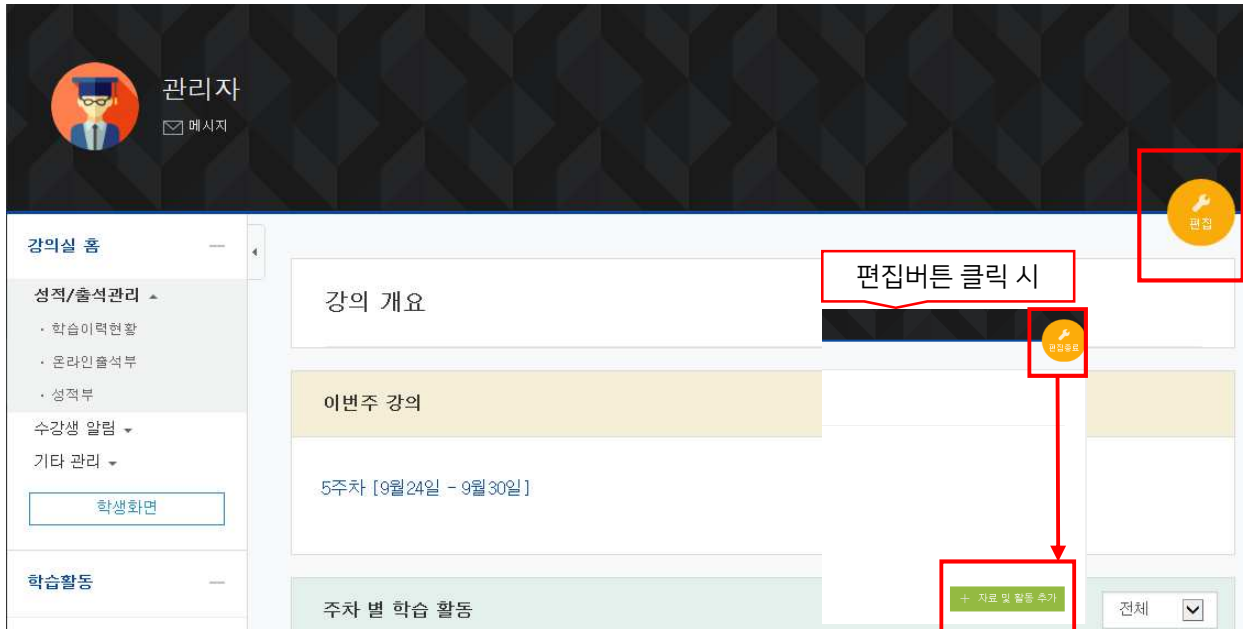 관리자
메시지
편집
강의실 홈
편집버튼 클릭 시
성적/출석관리
강의 개요
· 학습이력현황
편집종료
· 온라인출석부
· 성적부
이번주 강의
수강생 알림
기타 관리
5주차 [9월24일 - 9월30일]
학생화면
학습활동
+ 자료 및 활동 추가
주차 별 학습 활동
전체